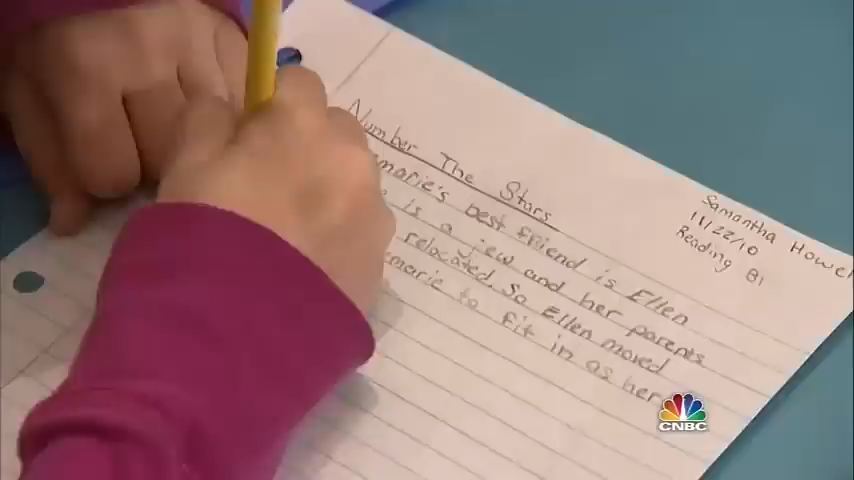 Samantha Howel
11/22/10
Reading B1
Number The Stars
marie's best friend is Ellen
is a jew and her parents
relocated. So Ellen moved
marie to fit in as her
CNBC